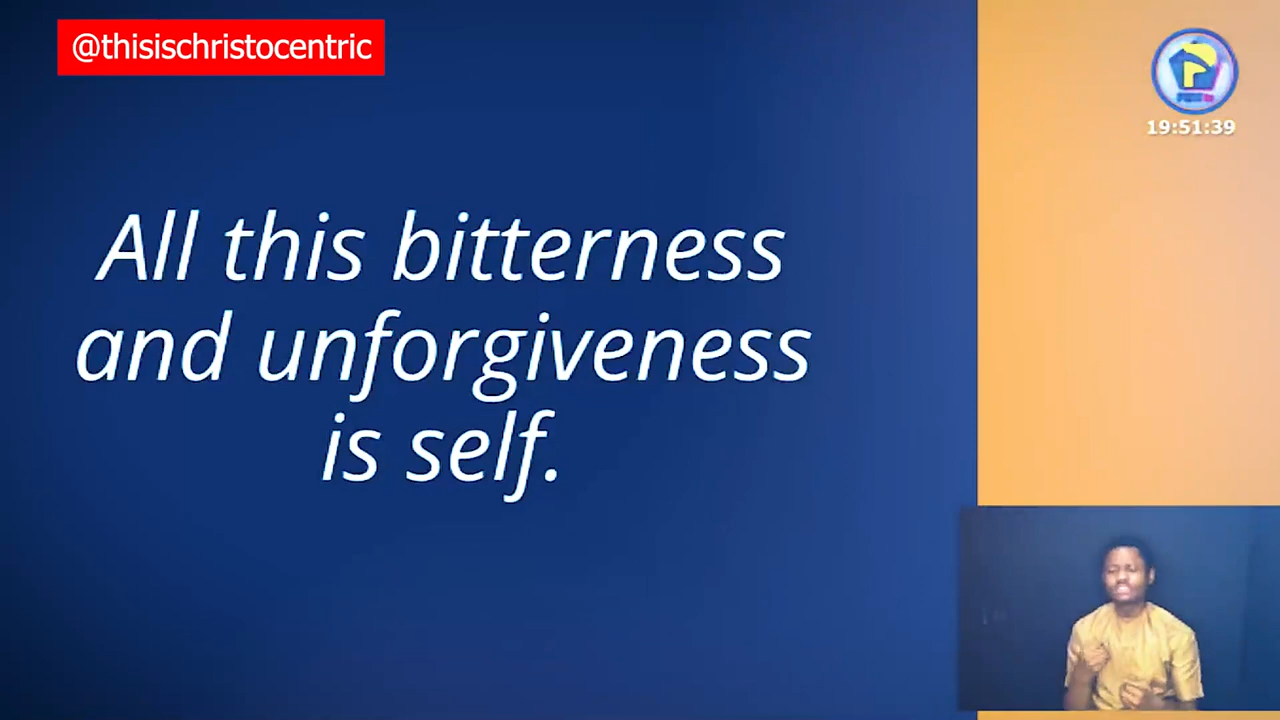 @thisischristocentric
19:51:39
All this bitterness
and unforgiveness
is self.